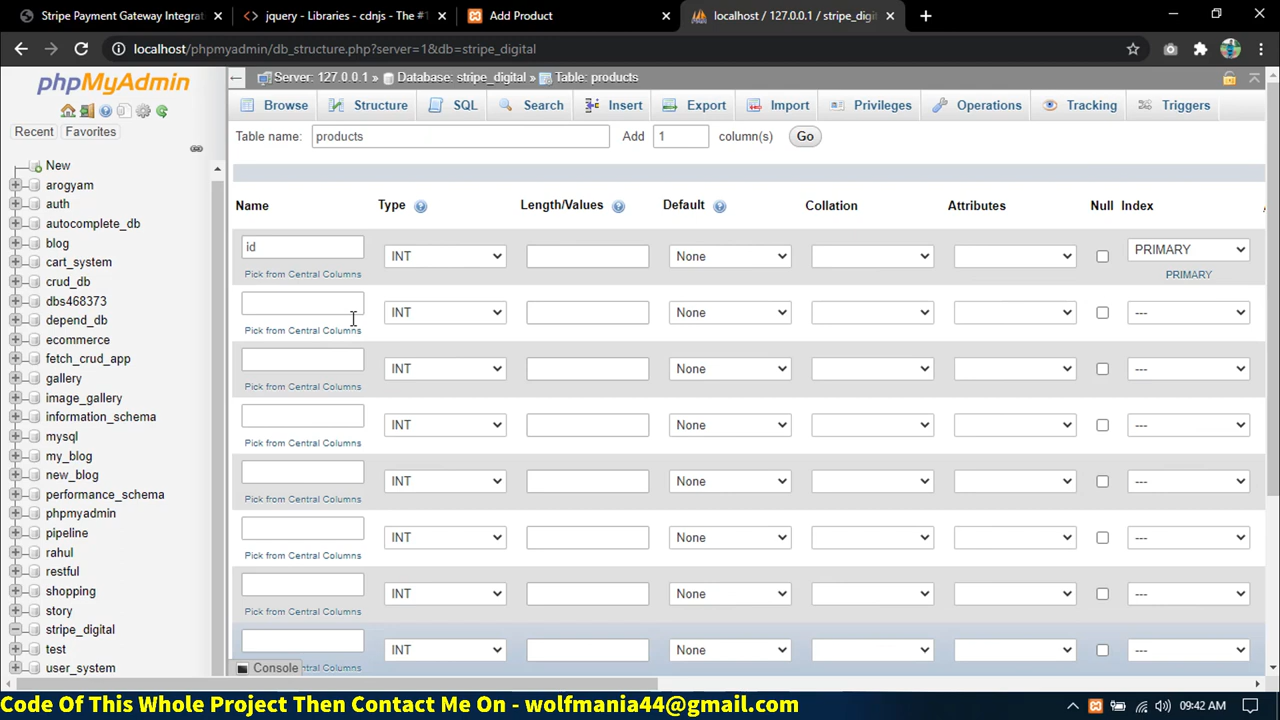 Stripe Payment Gateway Integrat
<> jquery - Libraries - cdnjs - The #1
Add Product
localhost / 127.0.0.1 / stripe_digit
localhost/phpmyadmin/db_structure.php?server=1&db=stripe_digital
phpMyAdmin
Recent Favorites
New
arogyam
auth
autocomplete_db
blog
cart_system
crud_db
dbs468373
depend_db
ecommerce
fetch_crud_app
gallery
image_gallery
information_schema
mysql
my_blog
new_blog
performance_schema
phpmyadmin
pipeline
rahul
restful
shopping
story
stripe_digital
test
user_system
Server: 127.0.0.1 » Database: stripe_digital » Table: products
Browse Structure SQL Search Insert Export Import Privileges Operations Tracking Triggers
Table name: products Add 1 column(s) Go
Name Type Length/Values Default Collation Attributes Null Index
id INT None PRIMARY
Pick from Central Columns PRIMARY
INT None ---
Pick from Central Columns
INT None ---
Pick from Central Columns
INT None ---
Pick from Central Columns
INT None ---
Pick from Central Columns
INT None ---
Pick from Central Columns
INT None ---
Pick from Central Columns
INT None ---
Console ntral Columns
Code Of This Whole Project Then Contact Me On - wolfmania44@gmail.com
09:42 AM